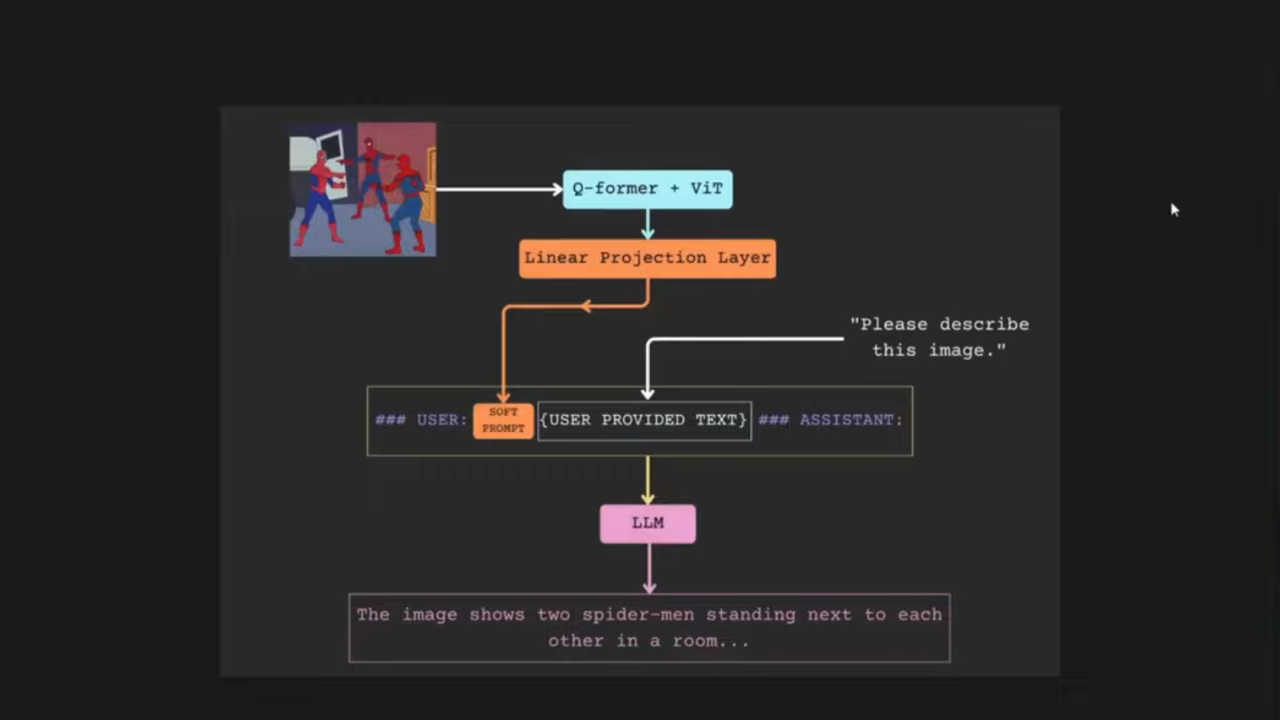 Q-former + ViT
Linear Projection Layer
"Please describe
this image."
### USER: SOFT PROMPT {USER PROVIDED TEXT} ### ASSISTANT:
LLM
The image shows two spider-men standing next to each
other in a room...